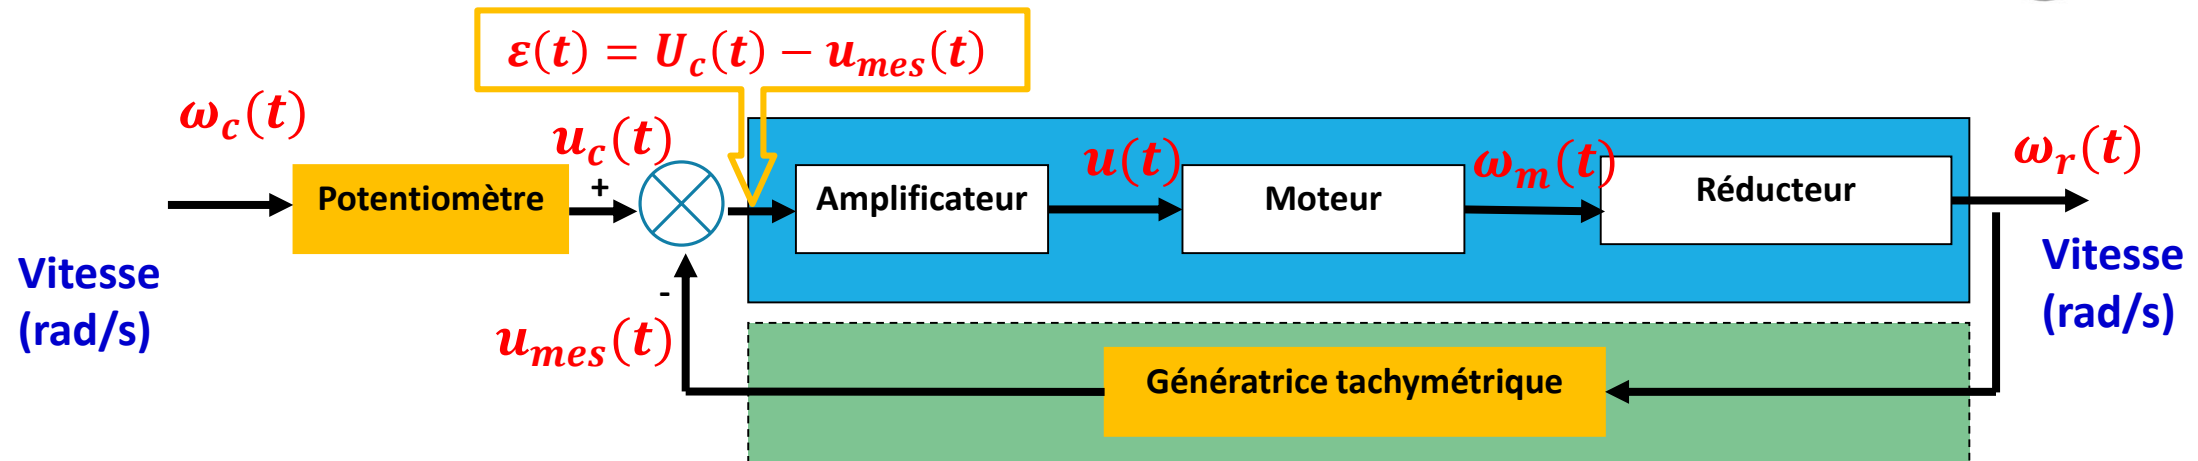 ε(t) = U_c(t) − u_mes(t)
ω_c(t)
u_c(t)
u(t)
ω_m(t)
ω_r(t)
Potentiomètre
+
Amplificateur
Moteur
Réducteur
Vitesse
(rad/s)
Vitesse
(rad/s)
-
u_mes(t)
Génératrice tachymétrique